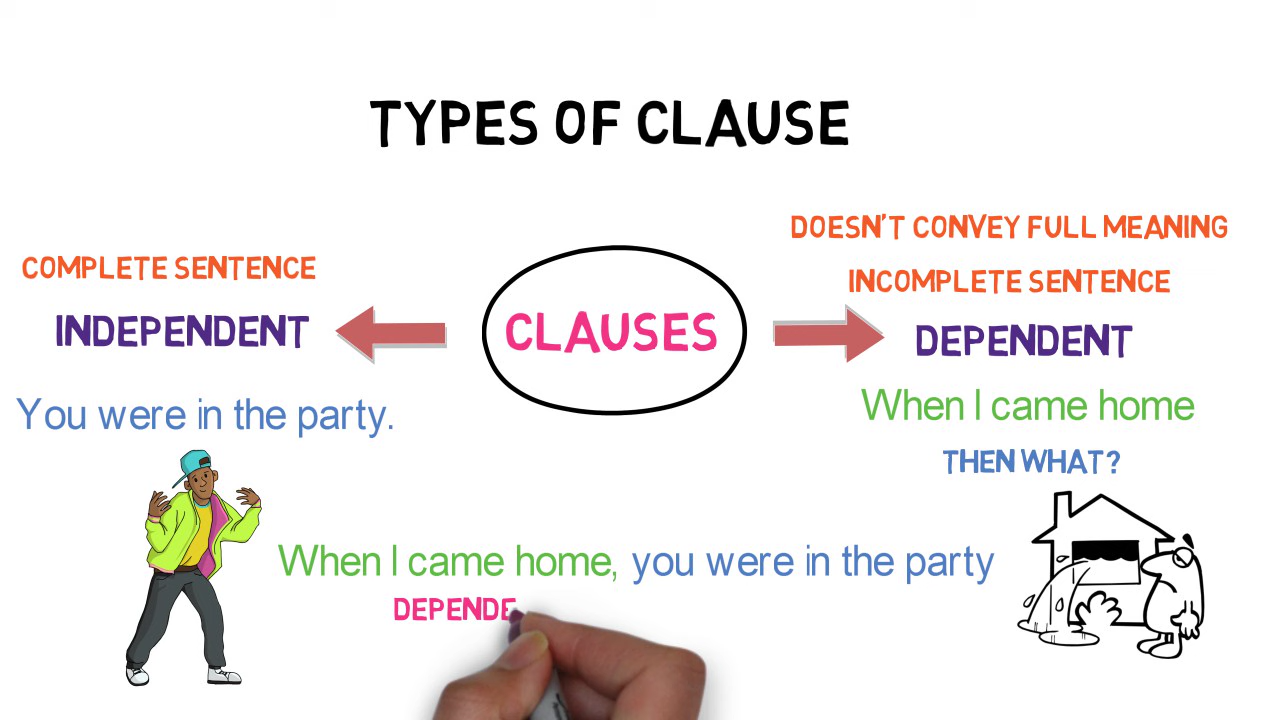 TYPES OF CLAUSE
DOESN'T CONVEY FULL MEANING
COMPLETE SENTENCE
INCOMPLETE SENTENCE
INDEPENDENT
CLAUSES
DEPENDENT
You were in the party.
When I came home
THEN WHAT?
When I came home, you were in the party
DEPENDE